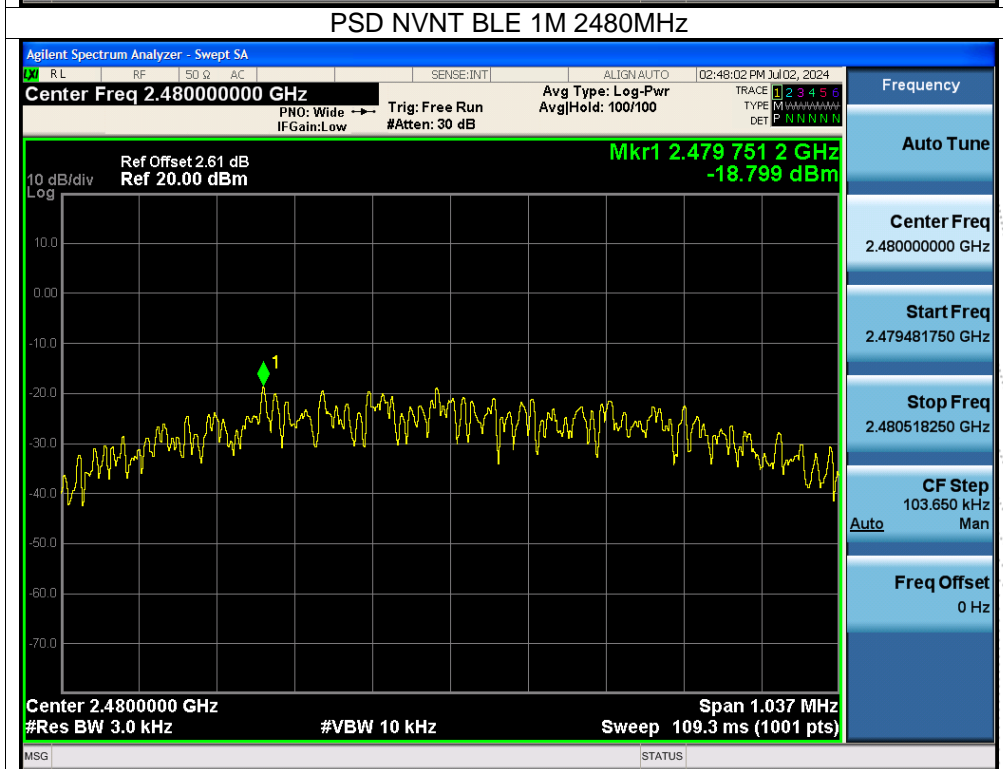 PSD NVNT BLE 1M 2480MHz
Agilent Spectrum Analyzer - Swept SA
LXI RL RF 50 Ω AC SENSE:INT ALIGN AUTO 02:48:02 PM Jul 02, 2024
Center Freq 2.480000000 GHz
PNO: Wide
IFGain:Low
Trig: Free Run
#Atten: 30 dB
Avg Type: Log-Pwr
Avg|Hold: 100/100
TRACE 1 2 3 4 5 6
TYPE M WWWWW
DET P N N N N N
Mkr1 2.479 751 2 GHz
-18.799 dBm
Ref Offset 2.61 dB
10 dB/div Ref 20.00 dBm
Log
10.0
0.00
-10.0
1
-20.0
-30.0
-40.0
-50.0
-60.0
-70.0
Center 2.4800000 GHz Span 1.037 MHz
#Res BW 3.0 kHz #VBW 10 kHz Sweep 109.3 ms (1001 pts)
MSG STATUS
Frequency
Auto Tune
Center Freq
2.480000000 GHz
Start Freq
2.479481750 GHz
Stop Freq
2.480518250 GHz
CF Step
103.650 kHz
Auto Man
Freq Offset
0 Hz